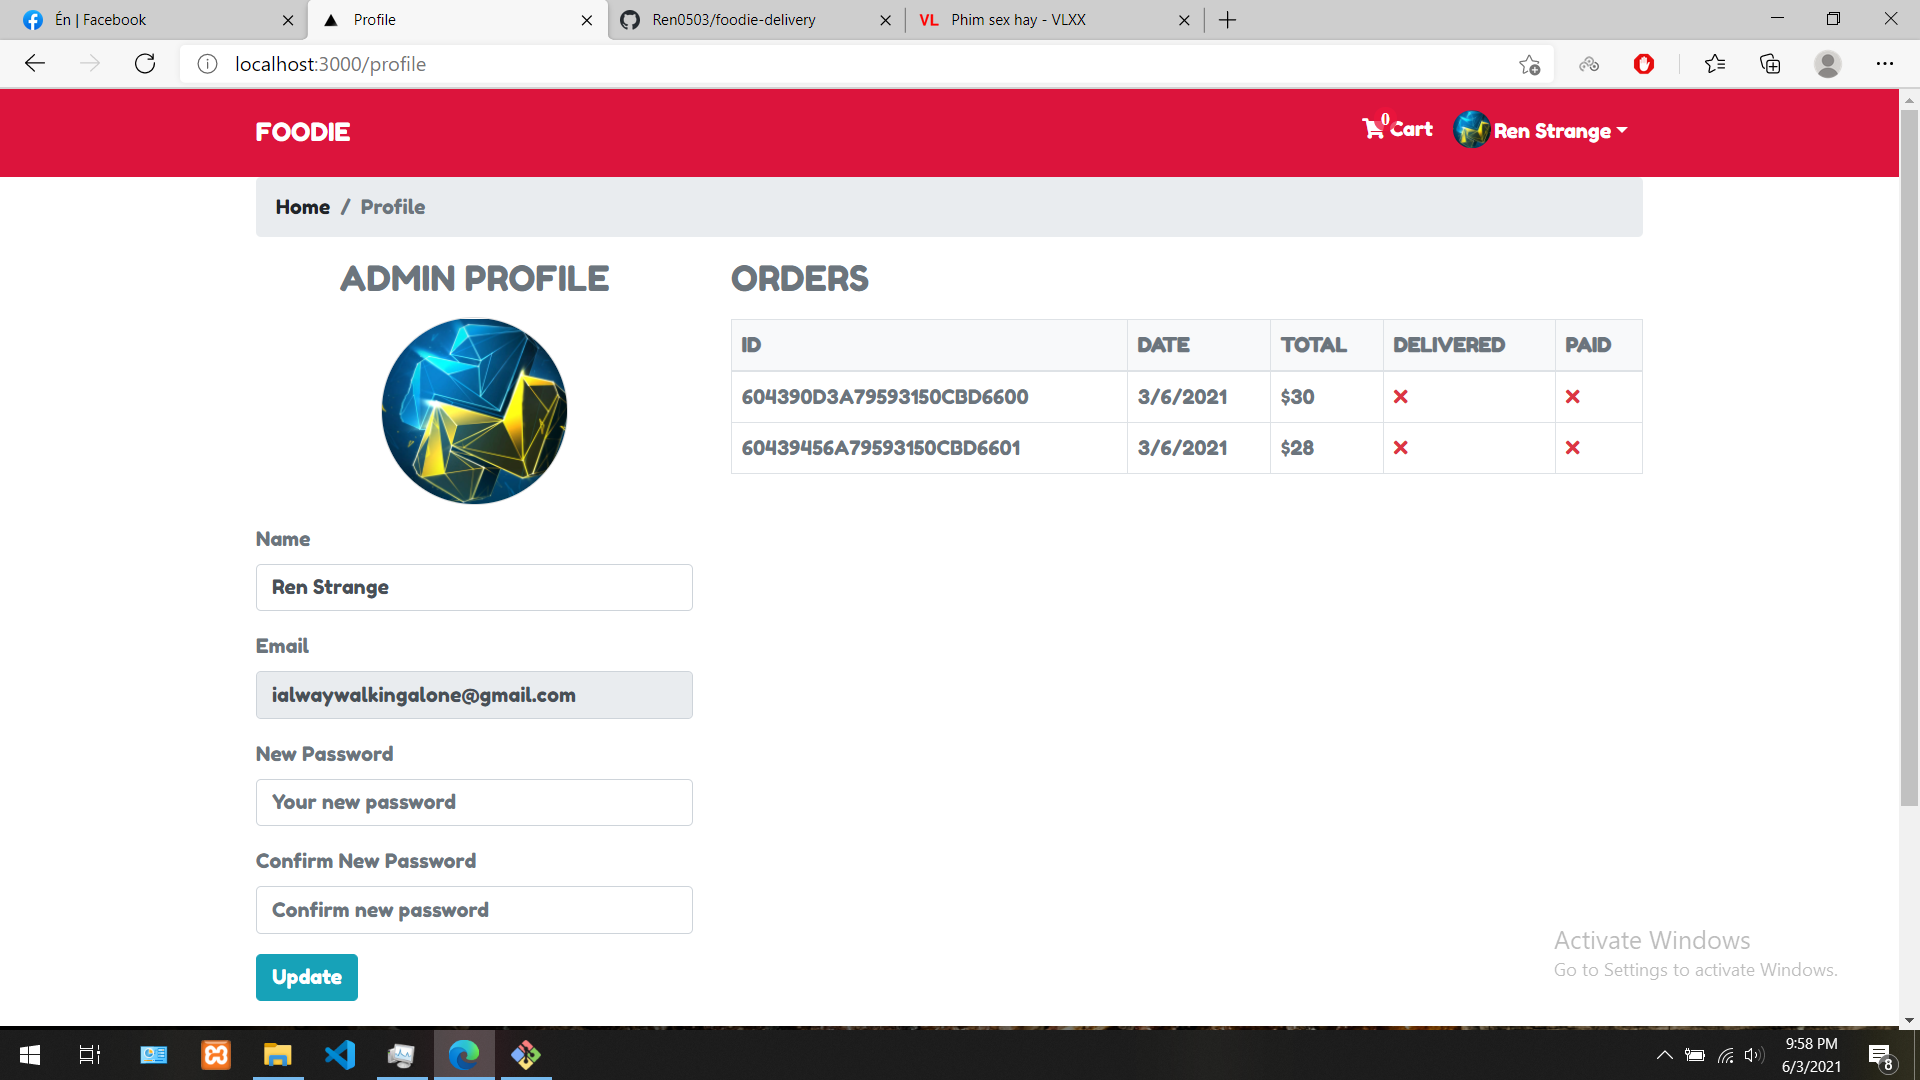 Én | Facebook
Profile
Ren0503/foodie-delivery
VL Phim sex hay - VLXX
localhost:3000/profile
FOODIE
0 Cart
Ren Strange
Home / Profile
ADMIN PROFILE
ORDERS
ID DATE TOTAL DELIVERED PAID
604390D3A79593150CBD6600 3/6/2021 $30
60439456A79593150CBD6601 3/6/2021 $28
Name
Ren Strange
Email
ialwaywalkingalone@gmail.com
New Password
Your new password
Confirm New Password
Confirm new password
Update
Activate Windows
Go to Settings to activate Windows.
9:58 PM
6/3/2021
8